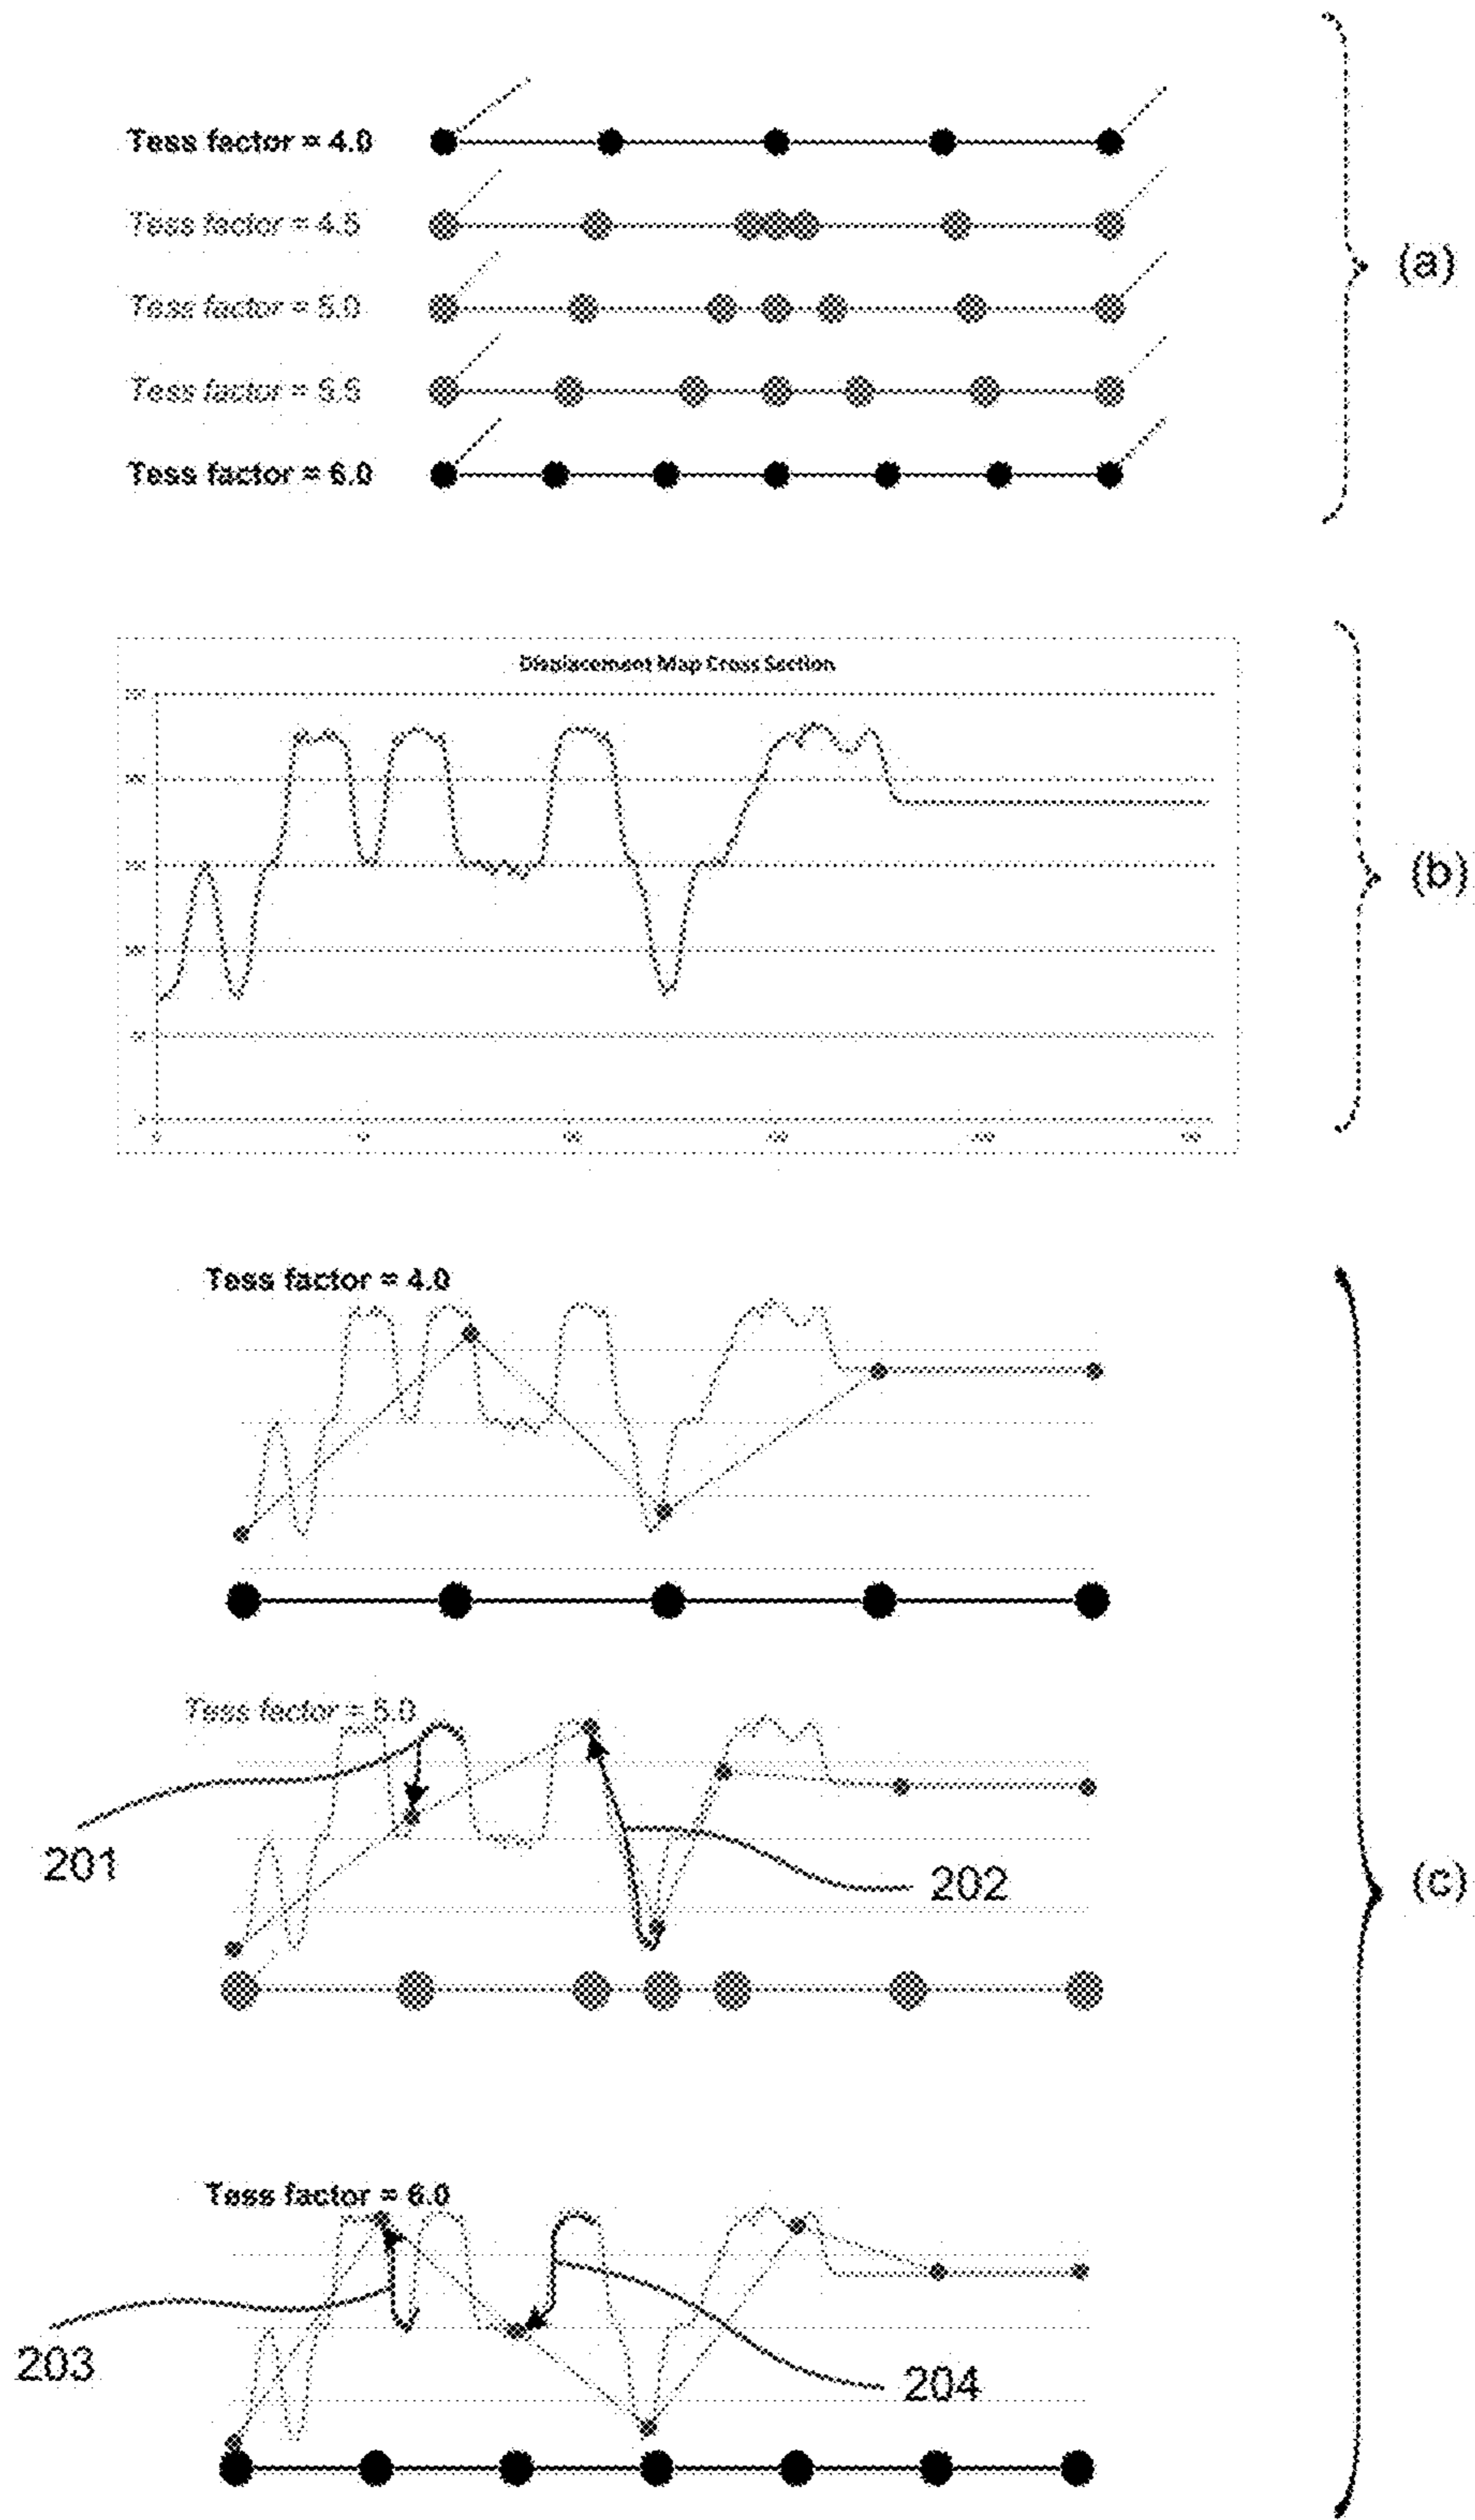 Tess factor = 4.0
Tess factor = 4.5
Tess factor = 5.0
Tess factor = 5.5
Tess factor = 6.0
(a)
Displacement Map Cross Section
(b)
Tess factor = 4.0
Tess factor = 5.0
201
202
(c)
Tess factor = 6.0
203
204